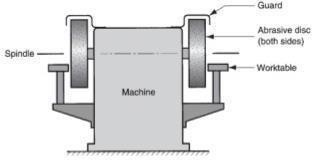 Guard
Abrasive disc
(both sides)
Spindle
Worktable
Machine